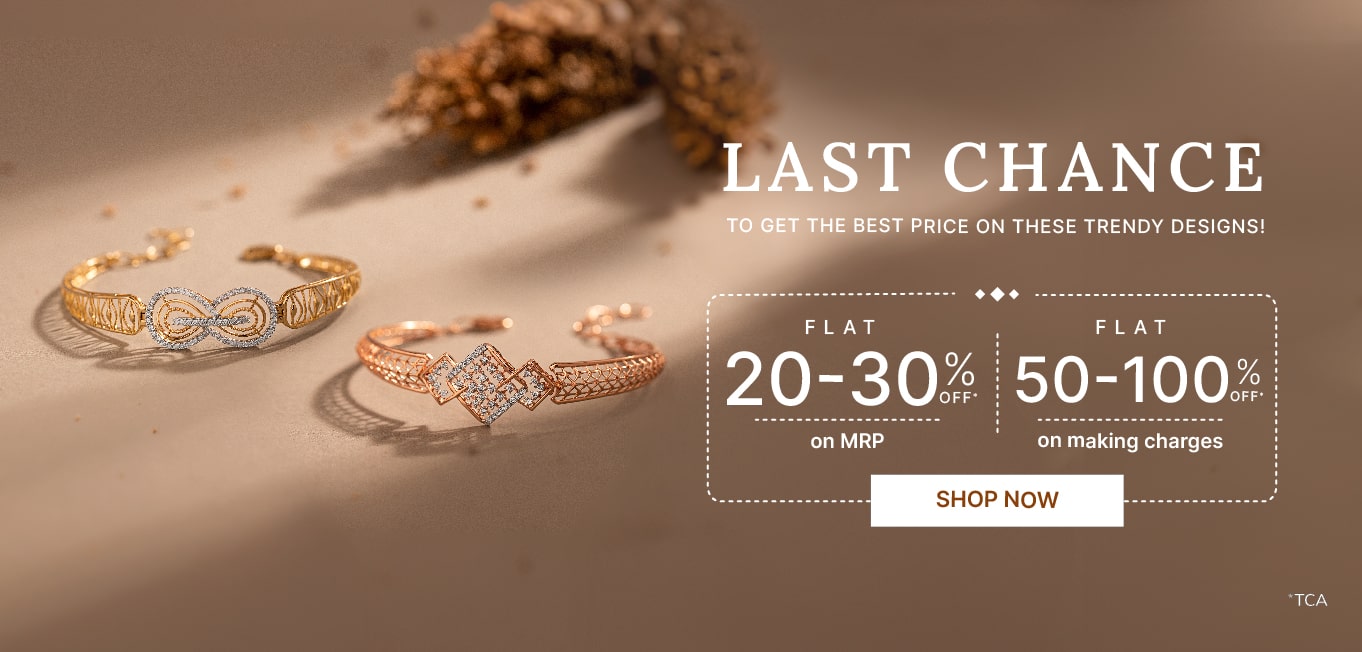 LAST CHANCE
TO GET THE BEST PRICE ON THESE TRENDY DESIGNS!
FLAT
20-30% OFF*
on MRP
FLAT
50-100% OFF*
on making charges
SHOP NOW
*TCA